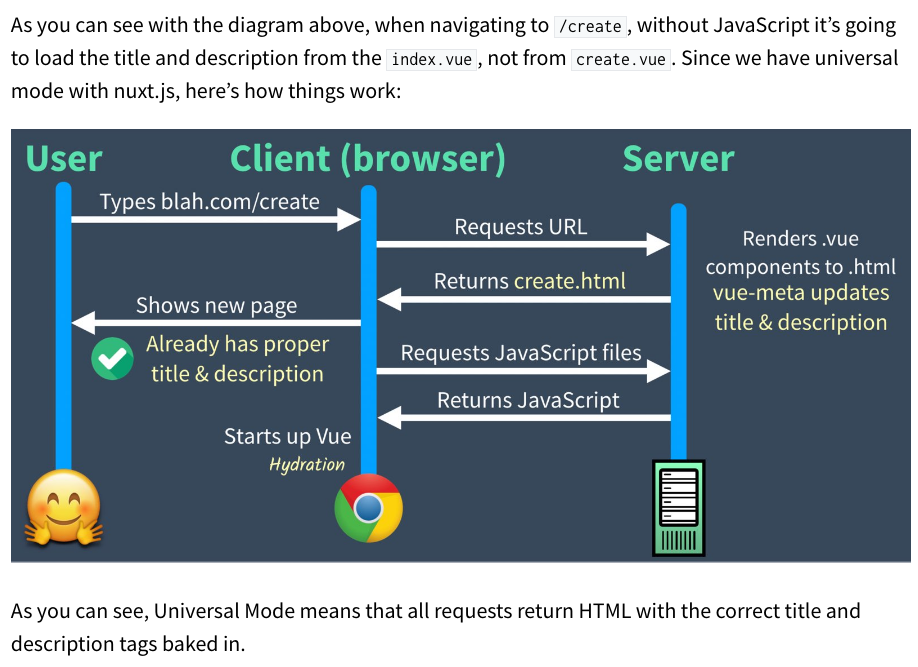 As you can see with the diagram above, when navigating to /create, without JavaScript it’s going
to load the title and description from the index.vue, not from create.vue. Since we have universal
mode with nuxt.js, here’s how things work:
User
Client (browser)
Server
Types blah.com/create
Requests URL
Renders .vue
components to .html
vue-meta updates
title & description
Returns create.html
Shows new page
Already has proper
title & description
Requests JavaScript files
Returns JavaScript
Starts up Vue
Hydration
As you can see, Universal Mode means that all requests return HTML with the correct title and
description tags baked in.